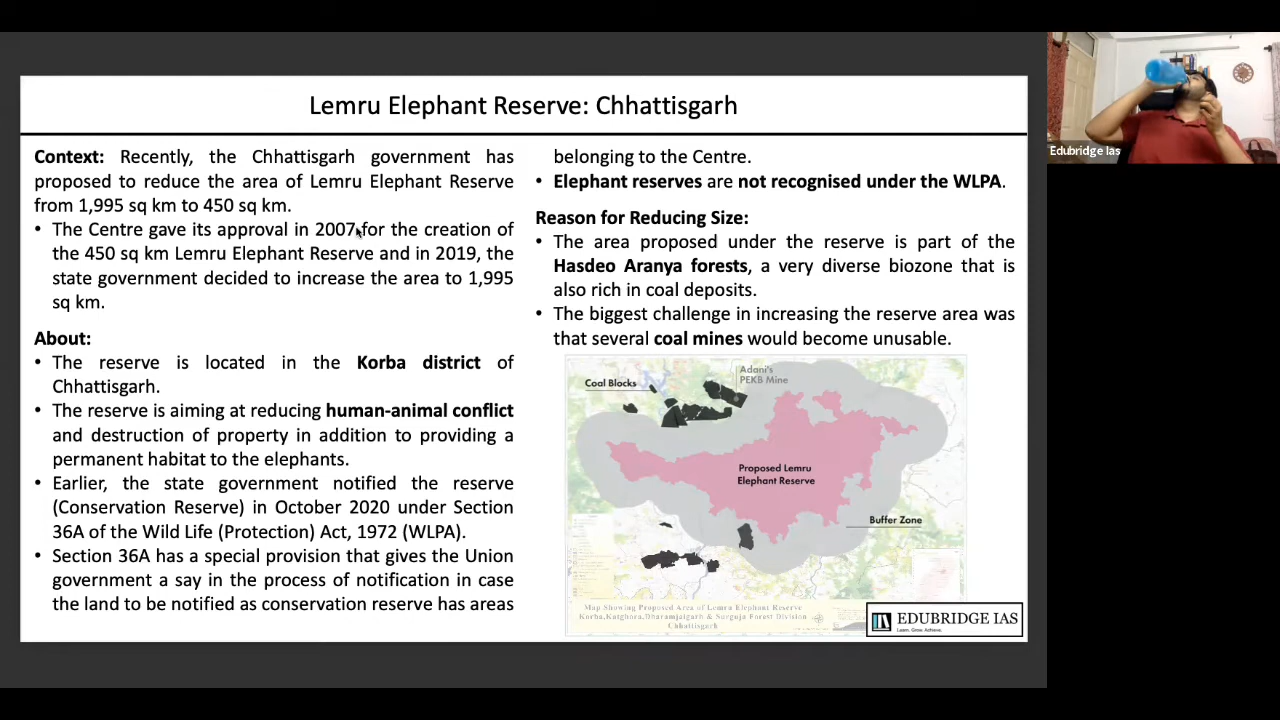 Lemru Elephant Reserve: Chhattisgarh
Context: Recently, the Chhattisgarh government has
proposed to reduce the area of Lemru Elephant Reserve
from 1,995 sq km to 450 sq km.
• The Centre gave its approval in 2007 for the creation of
the 450 sq km Lemru Elephant Reserve and in 2019, the
state government decided to increase the area to 1,995
sq km.
About:
• The reserve is located in the Korba district of
Chhattisgarh.
• The reserve is aiming at reducing human-animal conflict
and destruction of property in addition to providing a
permanent habitat to the elephants.
• Earlier, the state government notified the reserve
(Conservation Reserve) in October 2020 under Section
36A of the Wild Life (Protection) Act, 1972 (WLPA).
• Section 36A has a special provision that gives the Union
government a say in the process of notification in case
the land to be notified as conservation reserve has areas
belonging to the Centre.
• Elephant reserves are not recognised under the WLPA.
Reason for Reducing Size:
• The area proposed under the reserve is part of the
Hasdeo Aranya forests, a very diverse biozone that is
also rich in coal deposits.
• The biggest challenge in increasing the reserve area was
that several coal mines would become unusable.
Coal Blocks
Adani's
PEKB Mine
Proposed Lemru
Elephant Reserve
Buffer Zone
Map Showing Proposed Area of Lemru Elephant Reserve
Korba,Katghora,Dharamjaigarh & Surguja Forest Division
Chhattisgarh
EDUBRIDGE IAS
Learn. Grow. Achieve.
Edubridge Ias